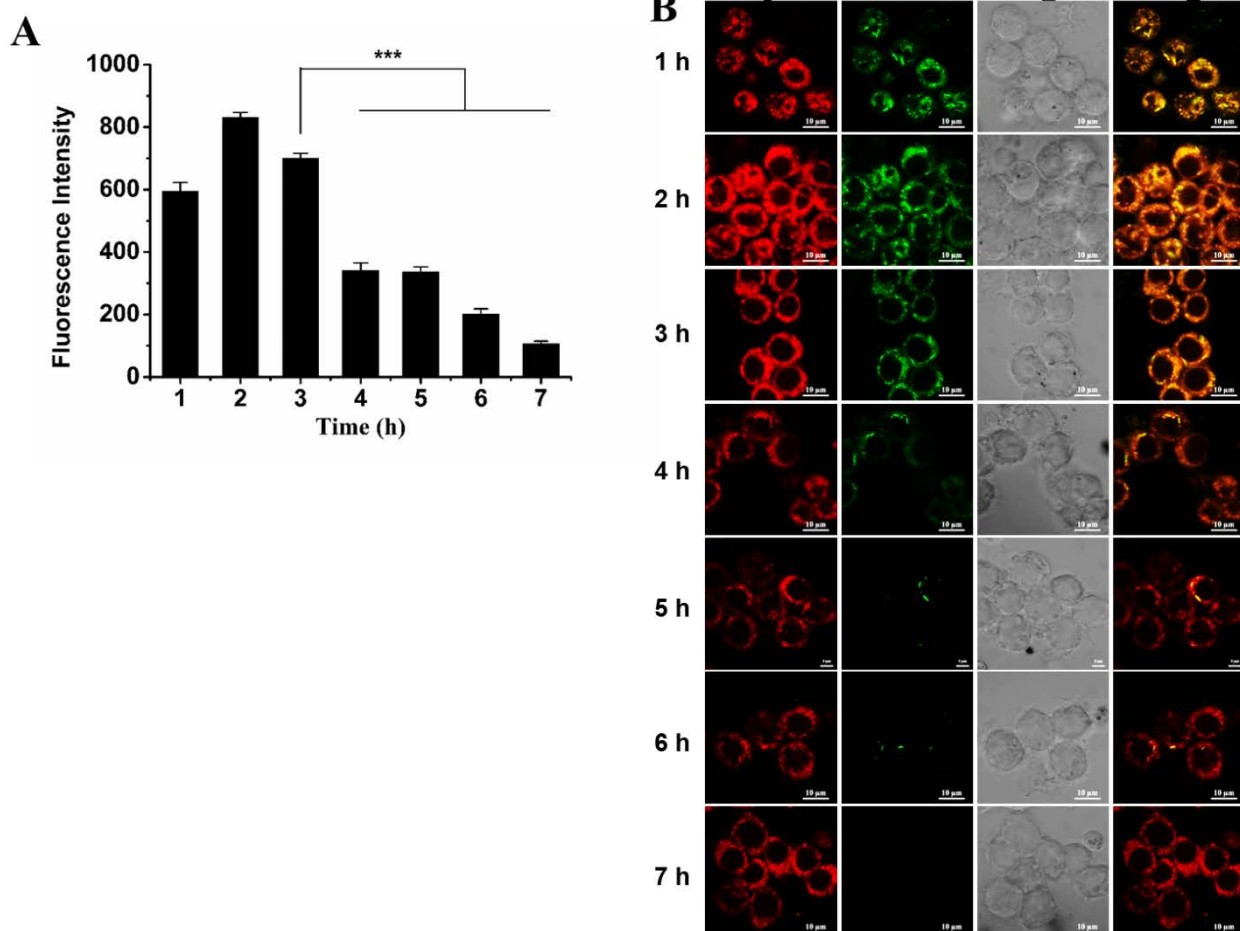 A
1000
800
600
400
200
0
Fluorescence Intensity
***
1 2 3 4 5 6 7
Time (h)
B
1 h
10 µm 10 µm 10 µm 10 µm
2 h
10 µm 10 µm 10 µm 10 µm
3 h
10 µm 10 µm 10 µm 10 µm
4 h
10 µm 10 µm 10 µm 10 µm
5 h
6 h
10 µm 10 µm 10 µm 10 µm
7 h
10 µm 10 µm 10 µm 10 µm